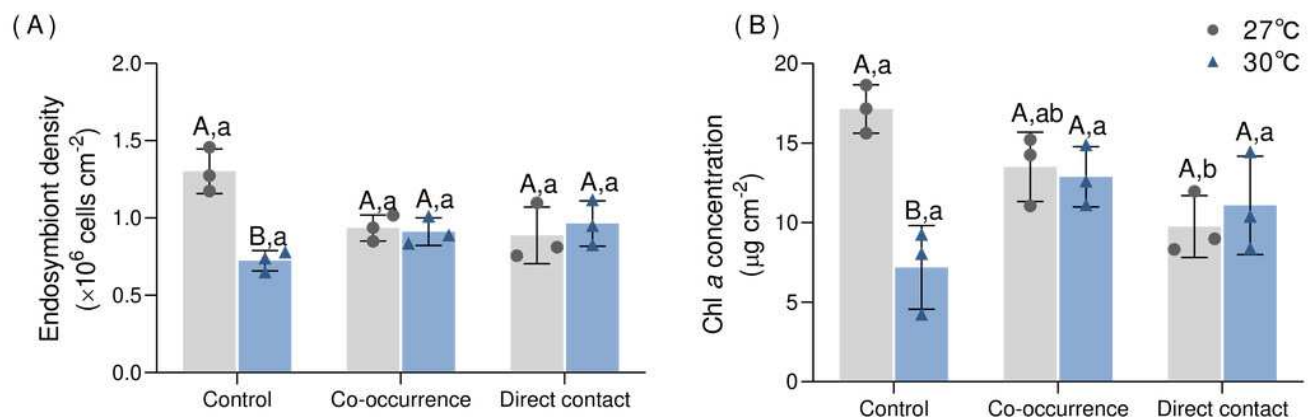 (A)
Endosymbiont density
(×10⁶ cells cm⁻²)
2.0
1.5
1.0
0.5
0.0
A,a
B,a
A,a
A,a
A,a
A,a
Control
Co-occurrence
Direct contact
(B)
27°C
30°C
Chl a concentration
(μg cm⁻²)
20
15
10
5
0
A,a
B,a
A,ab
A,a
A,b
A,a
Control
Co-occurrence
Direct contact